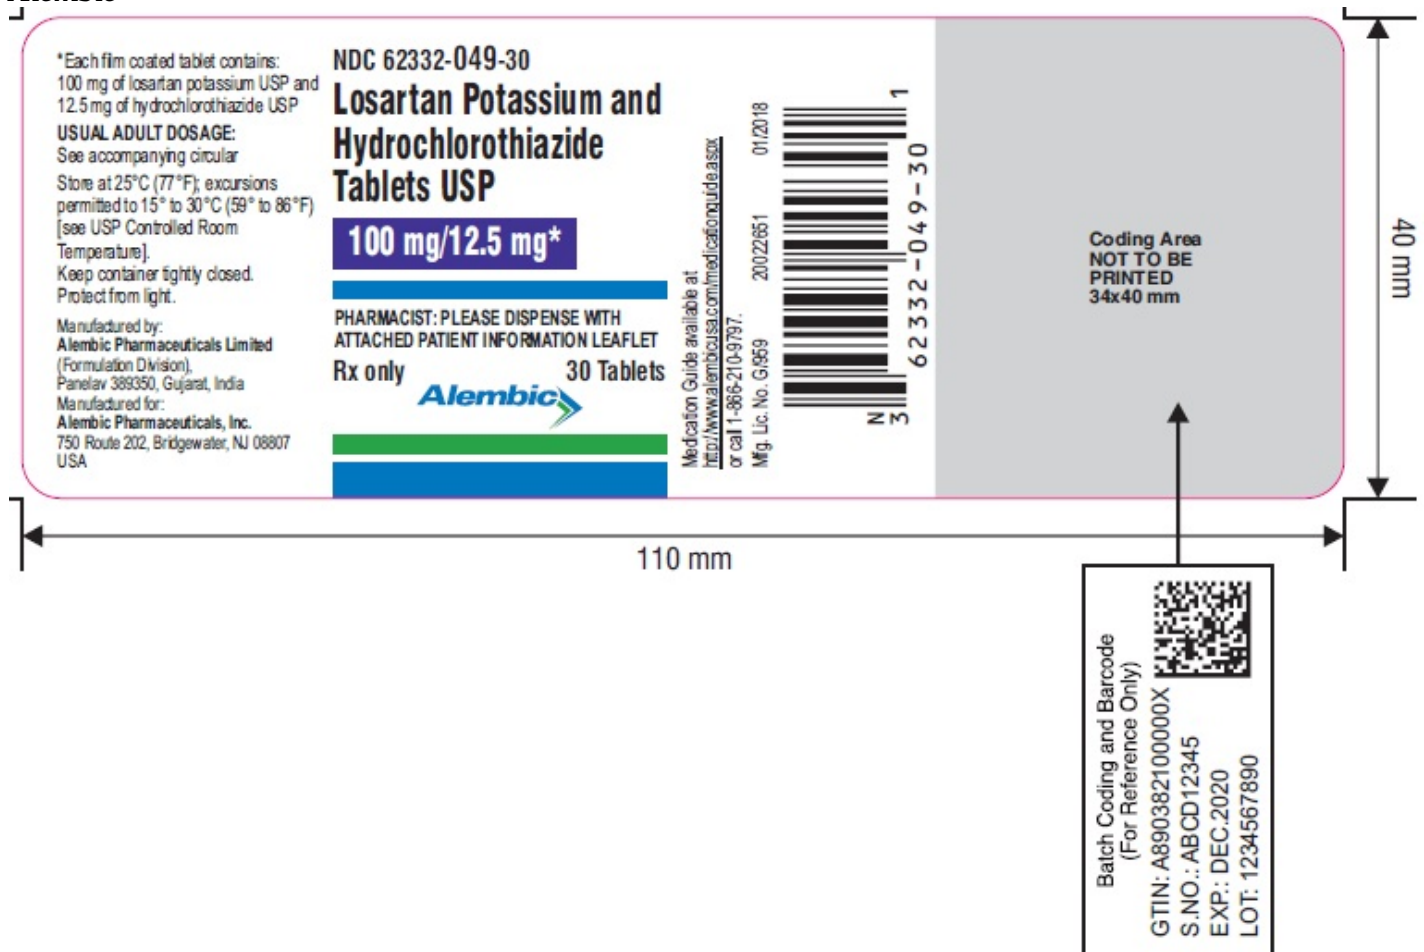 *Each film coated tablet contains:
100 mg of losartan potassium USP and
12.5 mg of hydrochlorothiazide USP
USUAL ADULT DOSAGE:
See accompanying circular
Store at 25°C (77°F); excursions
permitted to 15° to 30°C (59° to 86°F)
[see USP Controlled Room
Temperature].
Keep container tightly closed.
Protect from light.
Manufactured by:
Alembic Pharmaceuticals Limited
(Formulation Division),
Panelav 389350, Gujarat, India
Manufactured for:
Alembic Pharmaceuticals, Inc.
750 Route 202, Bridgewater, NJ 08807
USA
NDC 62332-049-30
Losartan Potassium and
Hydrochlorothiazide
Tablets USP
100 mg/12.5 mg*
PHARMACIST: PLEASE DISPENSE WITH
ATTACHED PATIENT INFORMATION LEAFLET
Rx only 30 Tablets
Alembic
Medication Guide available at
http://www.alembicusa.com/medicationguide.aspx
or call 1-866-210-9797.
Mfg. Lic. No. G/959 20022651 01/2018
N
3 62332-049-30 1
Coding Area
NOT TO BE
PRINTED
34x40 mm
40 mm
110 mm
Batch Coding and Barcode
(For Reference Only)
GTIN: A890382100000X
S.NO.: ABCD12345
EXP.: DEC.2020
LOT: 1234567890